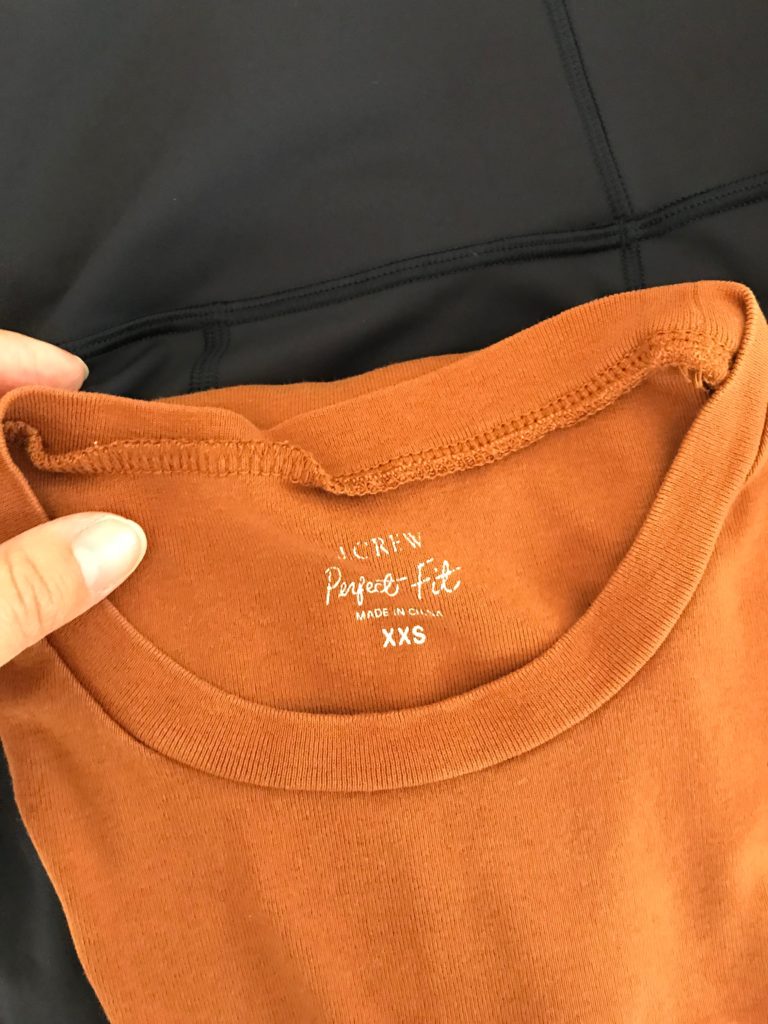 J.CREW
Perfect-Fit
MADE IN CHINA
XXS